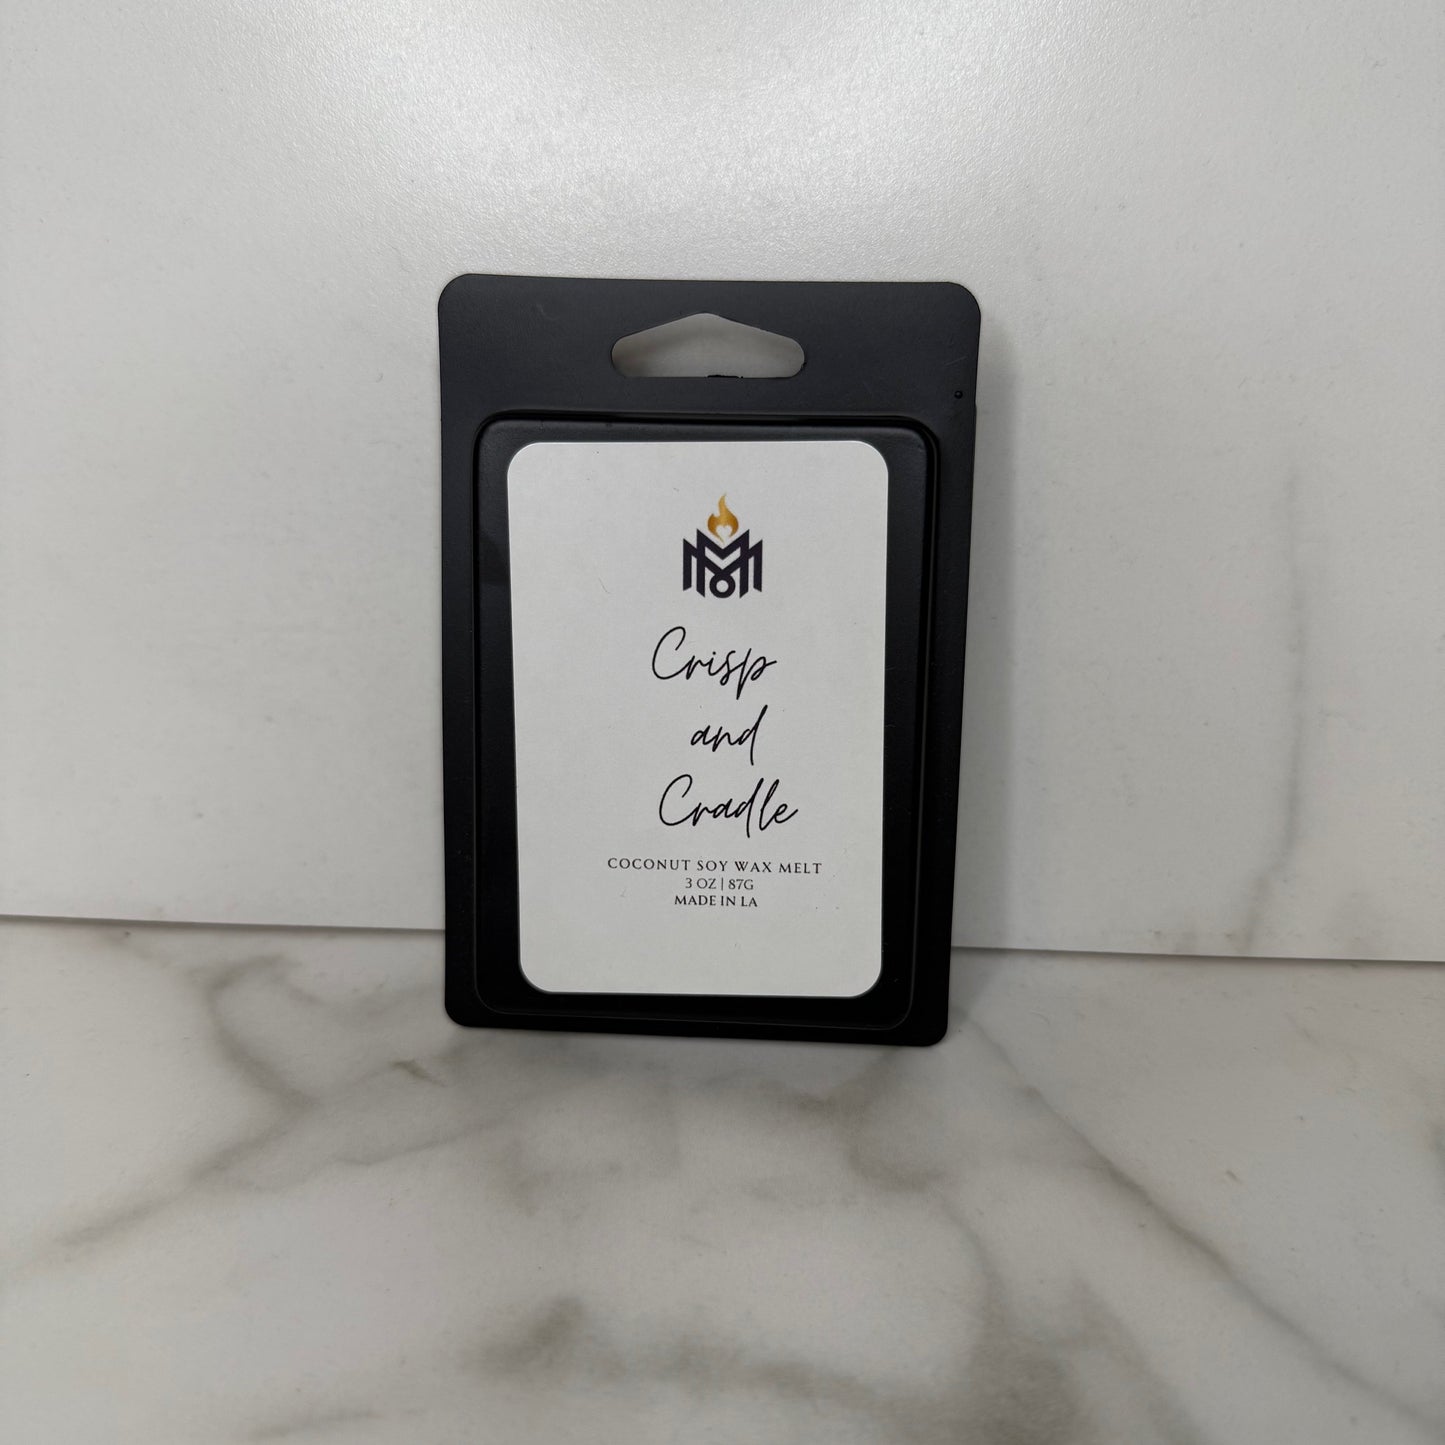 Crisp
and
Cradle
COCONUT SOY WAX MELT
3 OZ | 87G
MADE IN LA